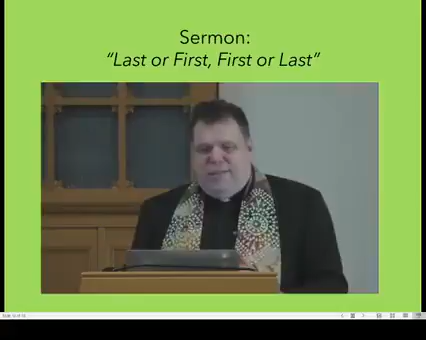 Sermon:
“Last or First, First or Last”